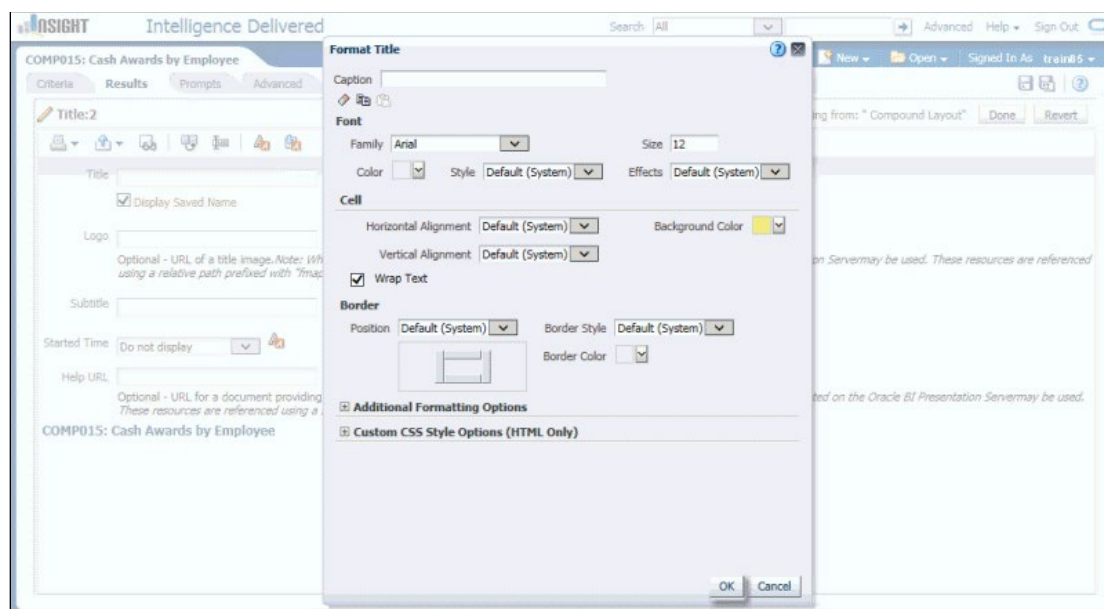 INSIGHT Intelligence Delivered Search All Advanced Help Sign Out
COMP015: Cash Awards by Employee New Open Signed In As train05
Criteria Results Prompts Advanced
Title:2 ng from: "Compound Layout" Done Revert
Title
Display Saved Name
Logo
Optional - URL of a title image. Note: Wh on Servermay be used. These resources are referenced
using a relative path prefixed with "fmap
Subtitle
Started Time Do not display
Help URL
Optional - URL for a document providing ted on the Oracle BI Presentation Servermay be used.
These resources are referenced using a
COMP015: Cash Awards by Employee
Format Title
Caption
Font
Family Arial Size 12
Color Style Default (System) Effects Default (System)
Cell
Horizontal Alignment Default (System) Background Color
Vertical Alignment Default (System)
Wrap Text
Border
Position Default (System) Border Style Default (System)
Border Color
Additional Formatting Options
Custom CSS Style Options (HTML Only)
OK Cancel